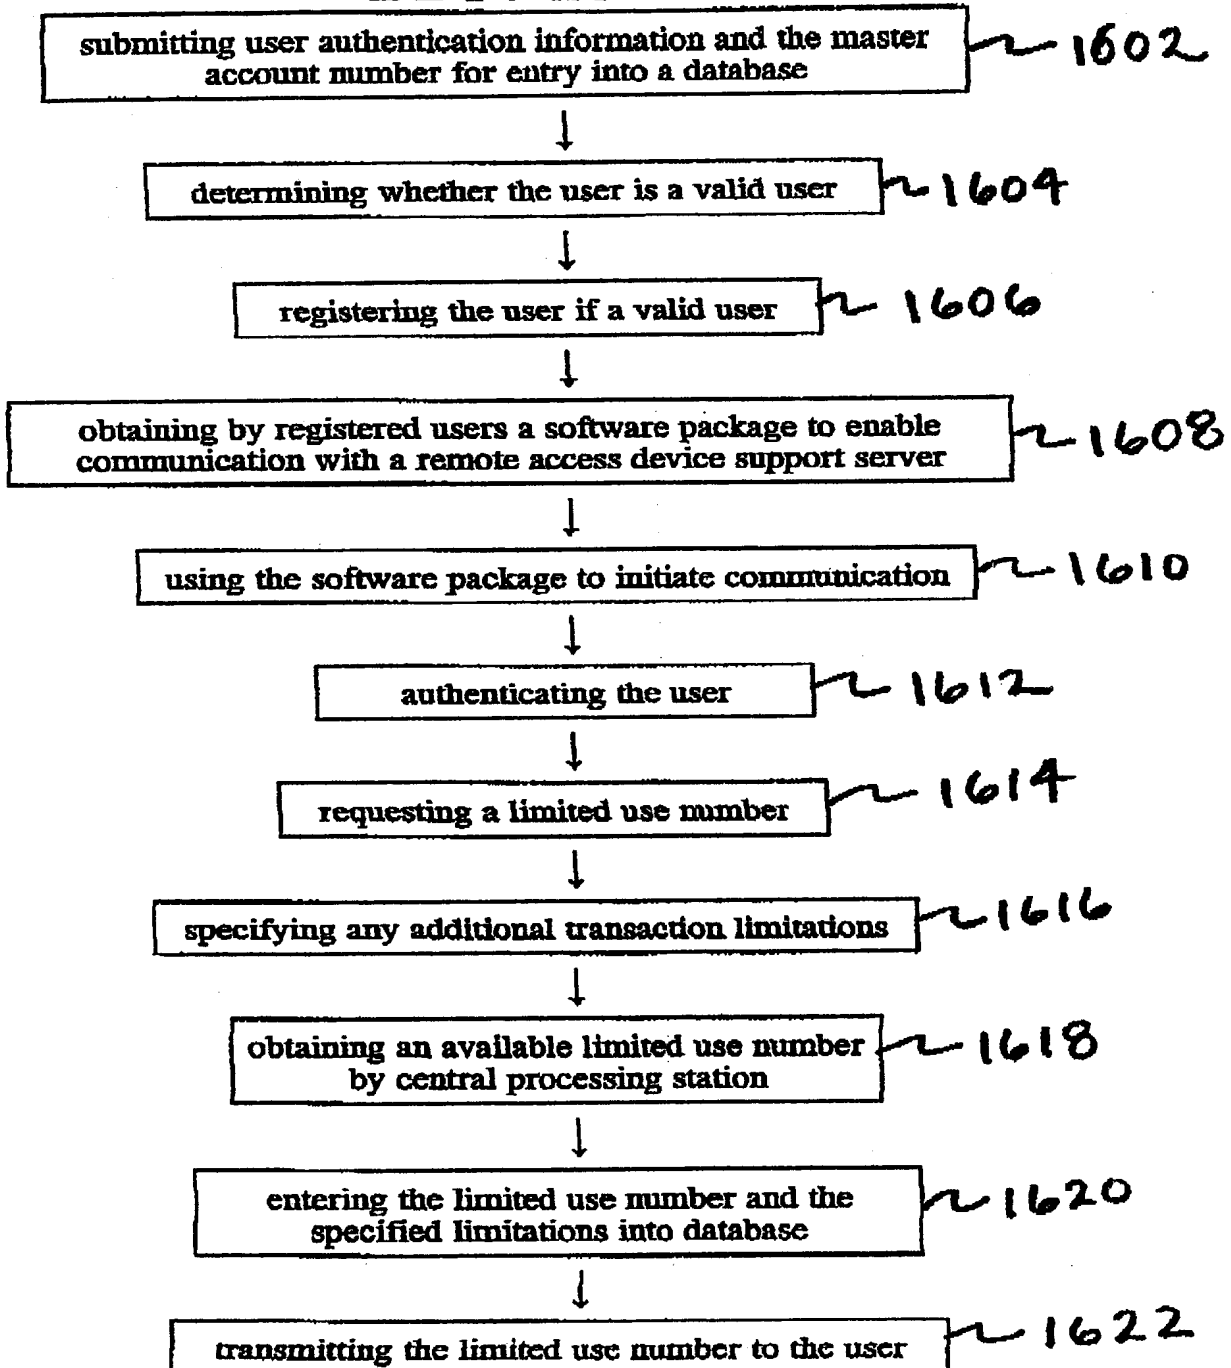 submitting user authentication information and the master
account number for entry into a database
1602
determining whether the user is a valid user
1604
registering the user if a valid user
1606
obtaining by registered users a software package to enable
communication with a remote access device support server
1608
using the software package to initiate communication
1610
authenticating the user
1612
requesting a limited use number
1614
specifying any additional transaction limitations
1616
obtaining an available limited use number
by central processing station
1618
entering the limited use number and the
specified limitations into database
1620
transmitting the limited use number to the user
1622